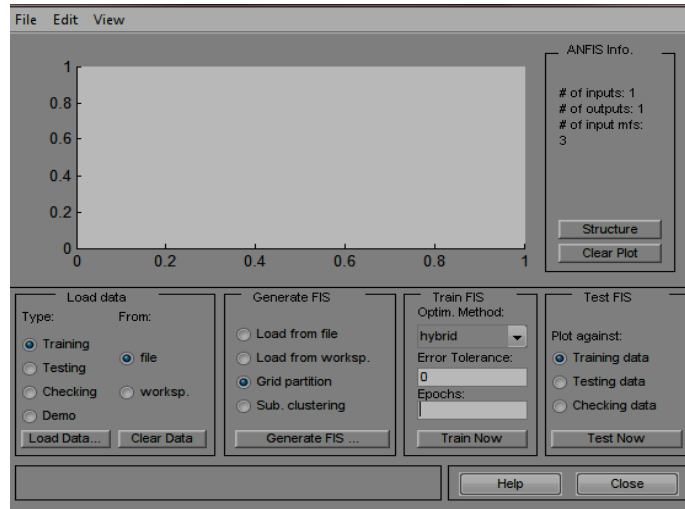 File Edit View
1
0.8
0.6
0.4
0.2
0
0 0.2 0.4 0.6 0.8 1
ANFIS Info.
# of inputs: 1
# of outputs: 1
# of input mfs:
3
Structure
Clear Plot
Load data
Type: From:
Training
Testing
Checking
Demo
file
worksp.
Load Data... Clear Data
Generate FIS
Load from file
Load from worksp.
Grid partition
Sub. clustering
Generate FIS ...
Train FIS
Optim. Method:
hybrid
Error Tolerance:
0
Epochs:
Train Now
Test FIS
Plot against:
Training data
Testing data
Checking data
Test Now
Help Close